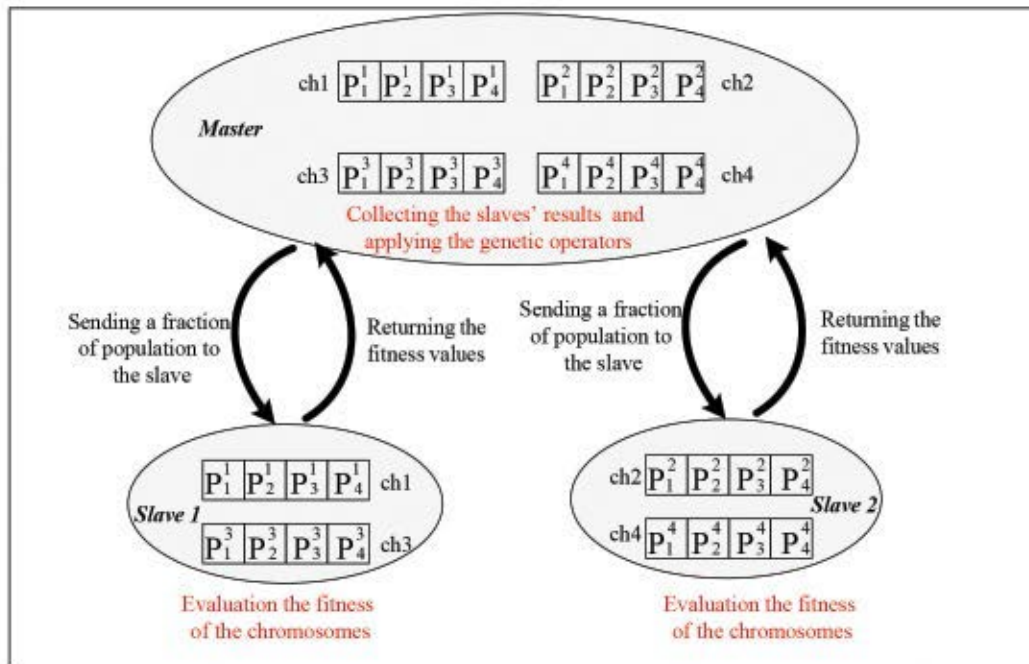 ch1 P₁¹ P₂¹ P₃¹ P₄¹ P₁² P₂² P₃² P₄² ch2
Master
ch3 P₁³ P₂³ P₃³ P₄³ P₁⁴ P₂⁴ P₃⁴ P₄⁴ ch4
Collecting the slaves' results and
applying the genetic operators
Sending a fraction
of population to
the slave
Returning the
fitness values
Sending a fraction
of population to
the slave
Returning the
fitness values
P₁¹ P₂¹ P₃¹ P₄¹ ch1
Slave 1
P₁³ P₂³ P₃³ P₄³ ch3
Evaluation the fitness
of the chromosomes
ch2 P₁² P₂² P₃² P₄²
Slave 2
ch4 P₁⁴ P₂⁴ P₃⁴ P₄⁴
Evaluation the fitness
of the chromosomes